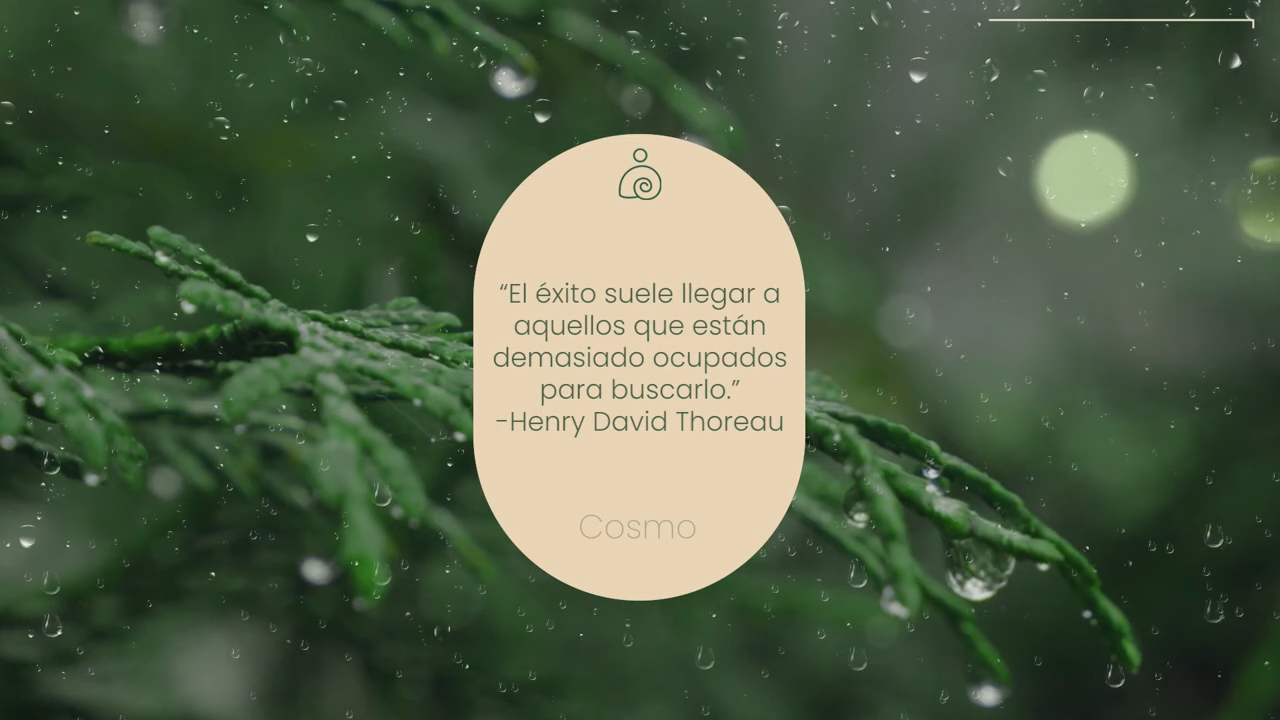 “El éxito suele llegar a
aquellos que están
demasiado ocupados
para buscarlo.”
-Henry David Thoreau
Cosmo